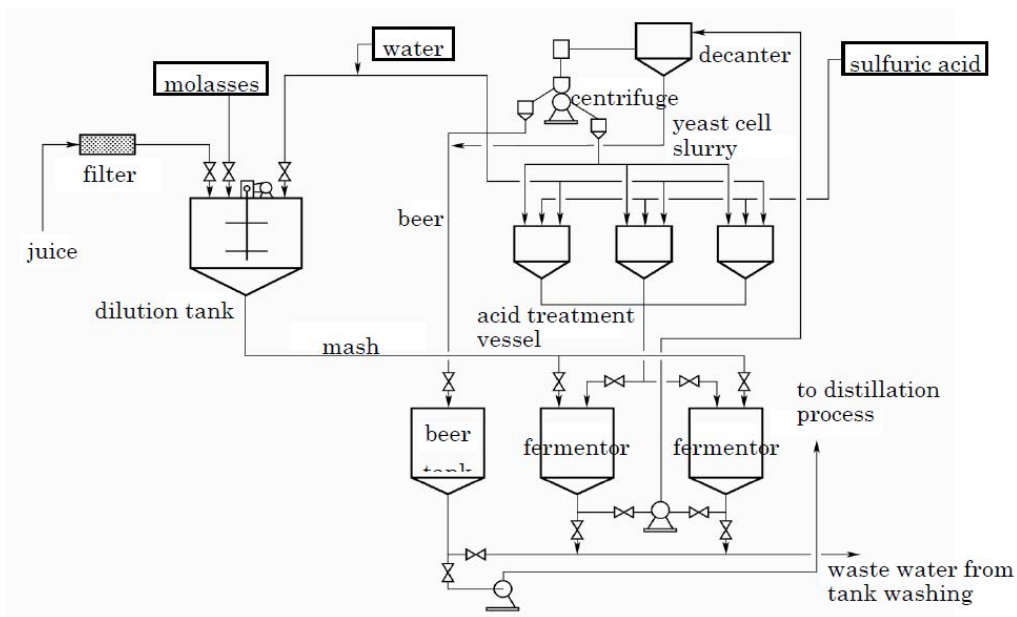 water
decanter
sulfuric acid
molasses
centrifuge
yeast cell
slurry
filter
beer
juice
dilution tank
acid treatment
vessel
mash
to distillation
process
beer
fermentor
fermentor
waste water from
tank washing